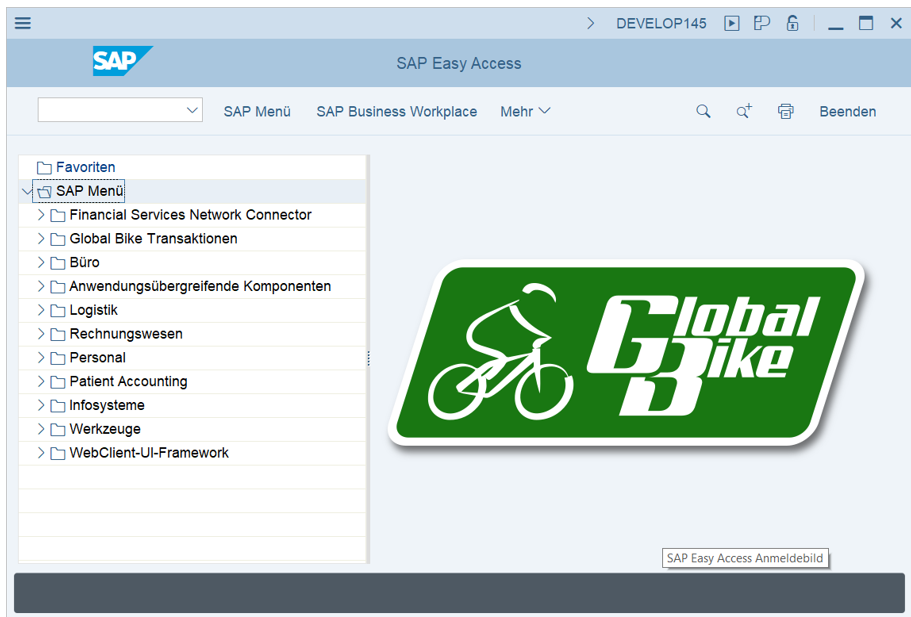 DEVELOP145
SAP
SAP Easy Access
SAP Menü SAP Business Workplace Mehr Beenden
Favoriten
SAP Menü
Financial Services Network Connector
Global Bike Transaktionen
Büro
Anwendungsübergreifende Komponenten
Logistik
Rechnungswesen
Personal
Patient Accounting
Infosysteme
Werkzeuge
WebClient-UI-Framework
Global
Bike
SAP Easy Access Anmeldebild